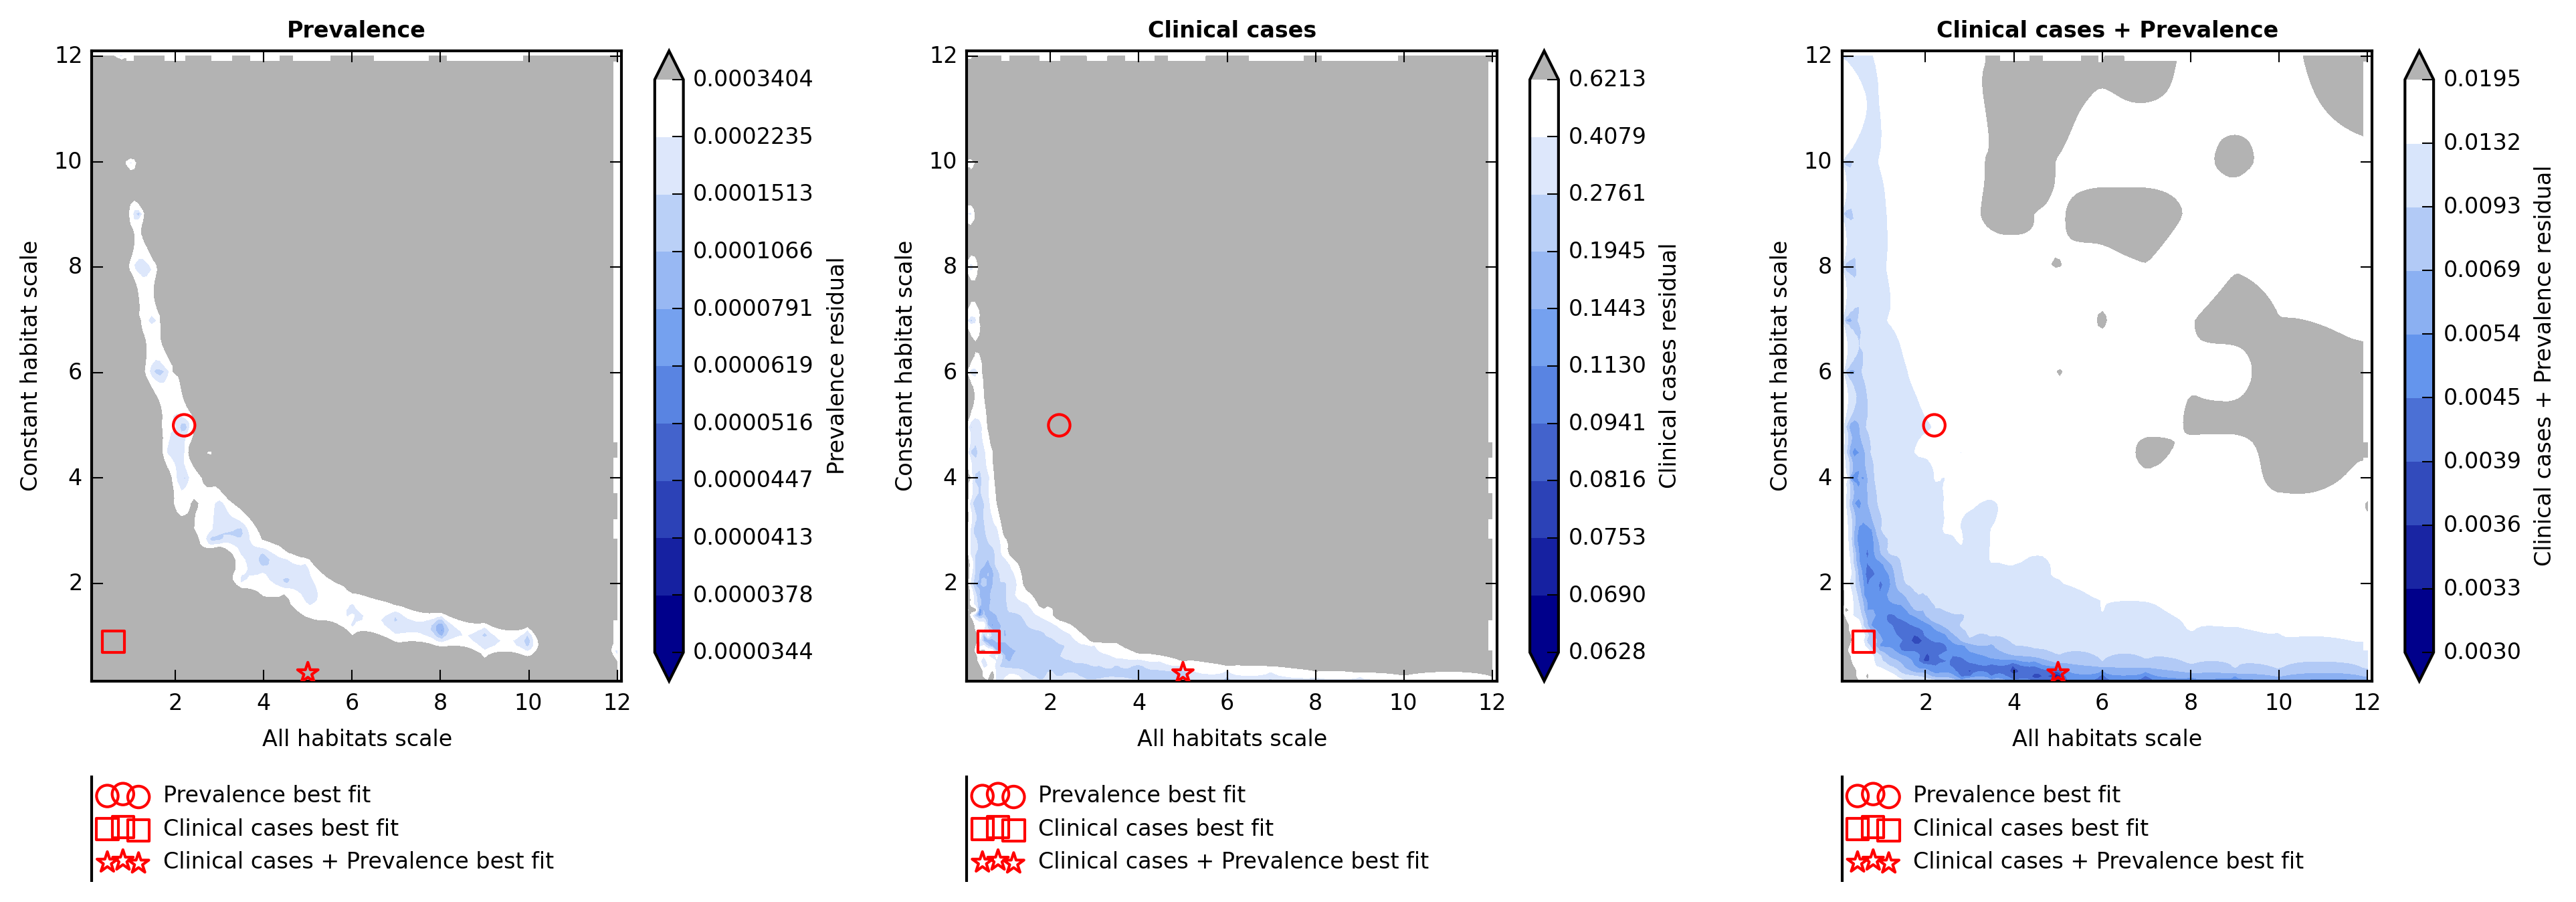 Prevalence
Clinical cases
Clinical cases + Prevalence
12
10
8
6
4
2
Constant habitat scale
2 4 6 8 10 12
All habitats scale
0.0003404
0.0002235
0.0001513
0.0001066
0.0000791
0.0000619
0.0000516
0.0000447
0.0000413
0.0000378
0.0000344
Prevalence residual
12
10
8
6
4
2
Constant habitat scale
2 4 6 8 10 12
All habitats scale
0.6213
0.4079
0.2761
0.1945
0.1443
0.1130
0.0941
0.0816
0.0753
0.0690
0.0628
Clinical cases residual
12
10
8
6
4
2
Constant habitat scale
2 4 6 8 10 12
All habitats scale
0.0195
0.0132
0.0093
0.0069
0.0054
0.0045
0.0039
0.0036
0.0033
0.0030
Clinical cases + Prevalence residual
Prevalence best fit
Clinical cases best fit
Clinical cases + Prevalence best fit
Prevalence best fit
Clinical cases best fit
Clinical cases + Prevalence best fit
Prevalence best fit
Clinical cases best fit
Clinical cases + Prevalence best fit